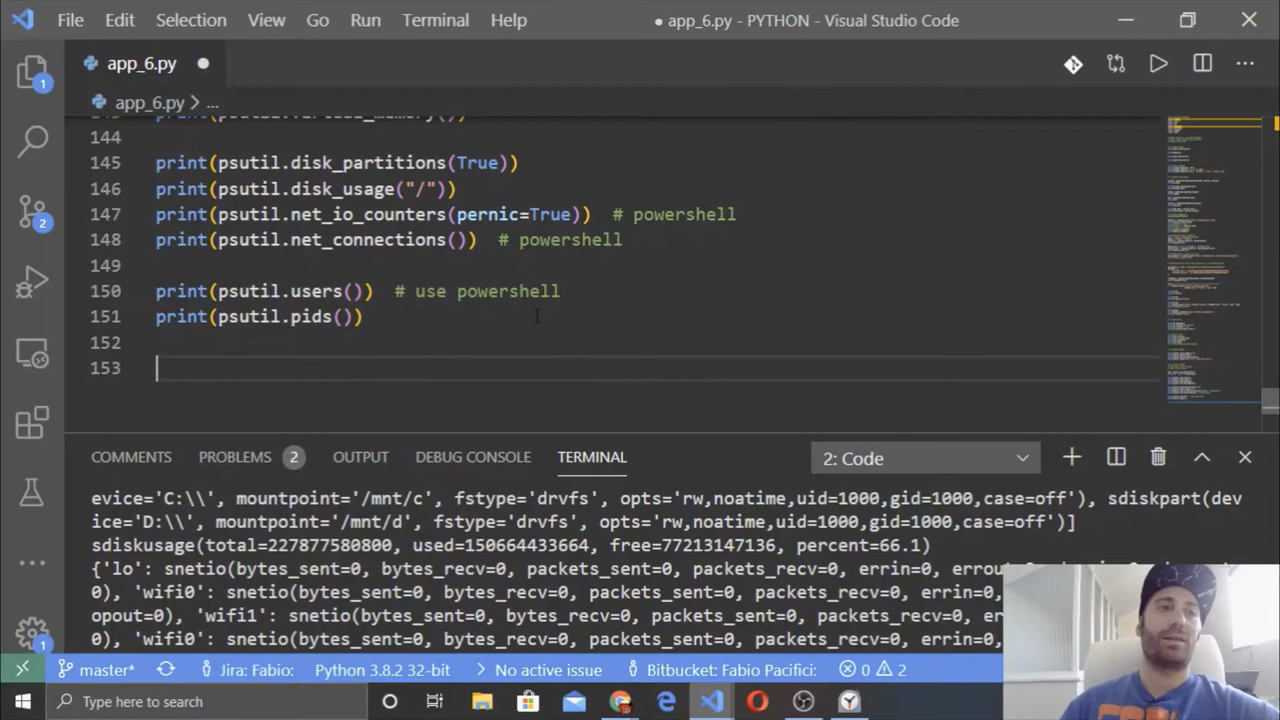 File Edit Selection View Go Run Terminal Help ● app_6.py - PYTHON - Visual Studio Code
app_6.py
app_6.py > ...
144
145 print(psutil.disk_partitions(True))
146 print(psutil.disk_usage("/"))
147 print(psutil.net_io_counters(pernic=True)) # powershell
148 print(psutil.net_connections()) # powershell
149
150 print(psutil.users()) # use powershell
151 print(psutil.pids())
152
153
COMMENTS PROBLEMS 2 OUTPUT DEBUG CONSOLE TERMINAL 2: Code
evice='C:\\', mountpoint='/mnt/c', fstype='drvfs', opts='rw,noatime,uid=1000,gid=1000,case=off'), sdiskpart(dev
ice='D:\\', mountpoint='/mnt/d', fstype='drvfs', opts='rw,noatime,uid=1000,gid=1000,case=off')]
sdiskusage(total=227877580800, used=150664433664, free=77213147136, percent=66.1)
{'lo': snetio(bytes_sent=0, bytes_recv=0, packets_sent=0, packets_recv=0, errin=0,
0), 'wifi0': snetio(bytes_sent=0, bytes_recv=0, packets_sent=0, packets_recv=0, errin=0,
opout=0), 'wifi1': snetio(bytes_sent=0, bytes_recv=0, packets_sent=0, packets_recv=0,
0), 'wifi0': snetio(bytes_sent=0, bytes_recv=0, packets_sent=0, packets_recv=0, errin=0,
1
2
1
master* Jira: Fabio: Python 3.8.2 32-bit No active issue Bitbucket: Fabio Pacifici: 0 2
Type here to search